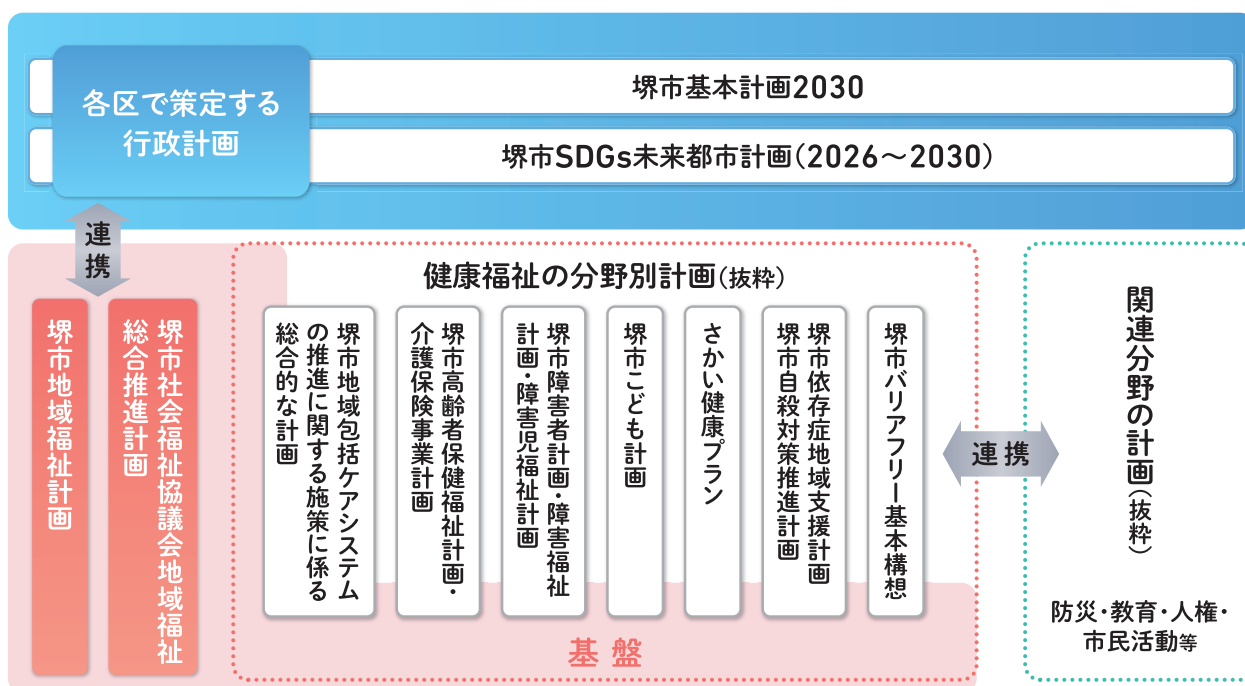 各区で策定する
行政計画
堺市基本計画2030
堺市SDGs未来都市計画（2026～2030）
連携
健康福祉の分野別計画（抜粋）
堺市地域福祉計画
堺市社会福祉協議会地域福祉
総合推進計画
堺市地域包括ケアシステム
の推進に関する施策に係る
総合的な計画
堺市高齢者保健福祉計画・
介護保険事業計画
堺市障害者計画・障害福祉
計画・障害児福祉計画
堺市こども計画
さかい健康プラン
堺市依存症地域支援計画
堺市自殺対策推進計画
堺市バリアフリー基本構想
基盤
連携
関連分野の計画（抜粋）
防災・教育・人権・
市民活動等